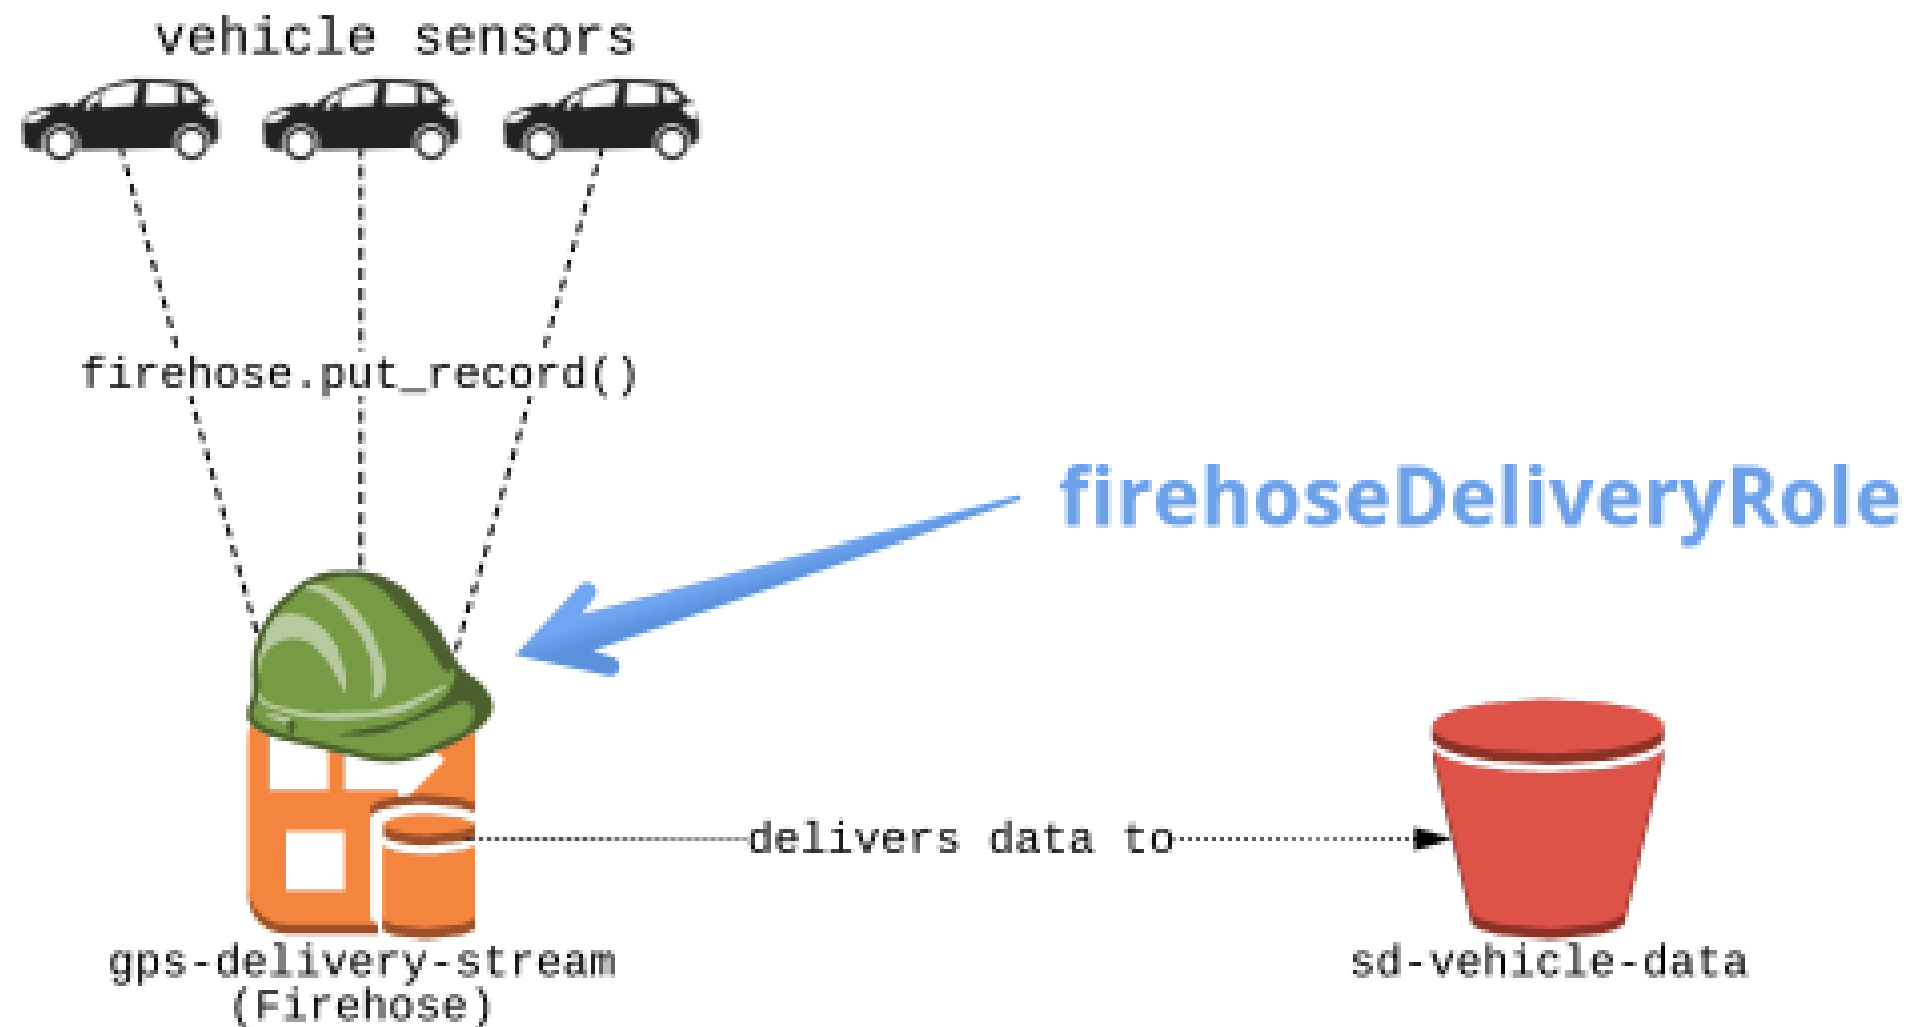 vehicle sensors
firehose.put_record()
firehoseDeliveryRole
delivers data to
gps-delivery-stream
(Firehose)
sd-vehicle-data